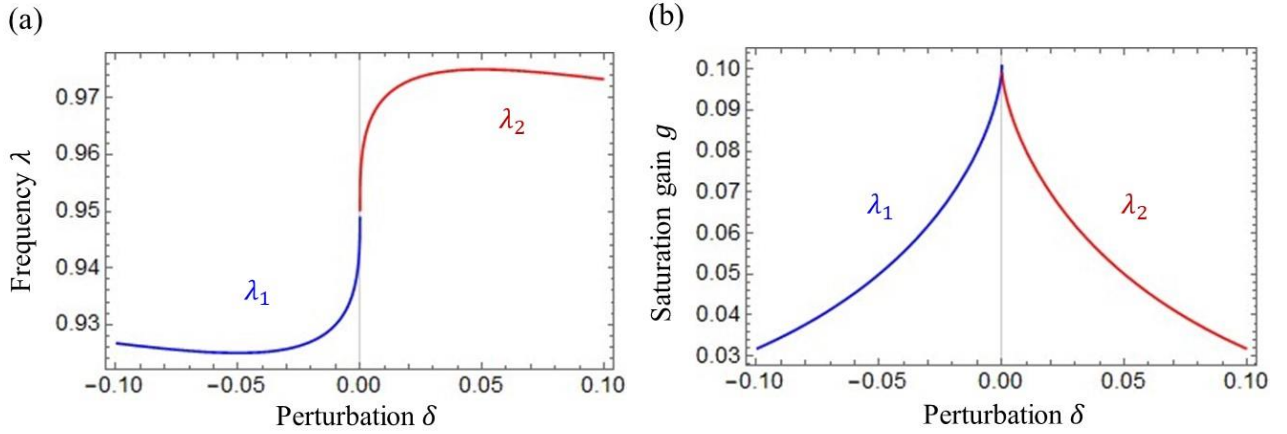 (a)
Frequency λ
0.97
0.96
0.95
0.94
0.93
λ₂
λ₁
−0.10 −0.05 0.00 0.05 0.10
Perturbation δ
(b)
Saturation gain g
0.10
0.09
0.08
0.07
0.06
0.05
0.04
0.03
λ₁
λ₂
−0.10 −0.05 0.00 0.05 0.10
Perturbation δ